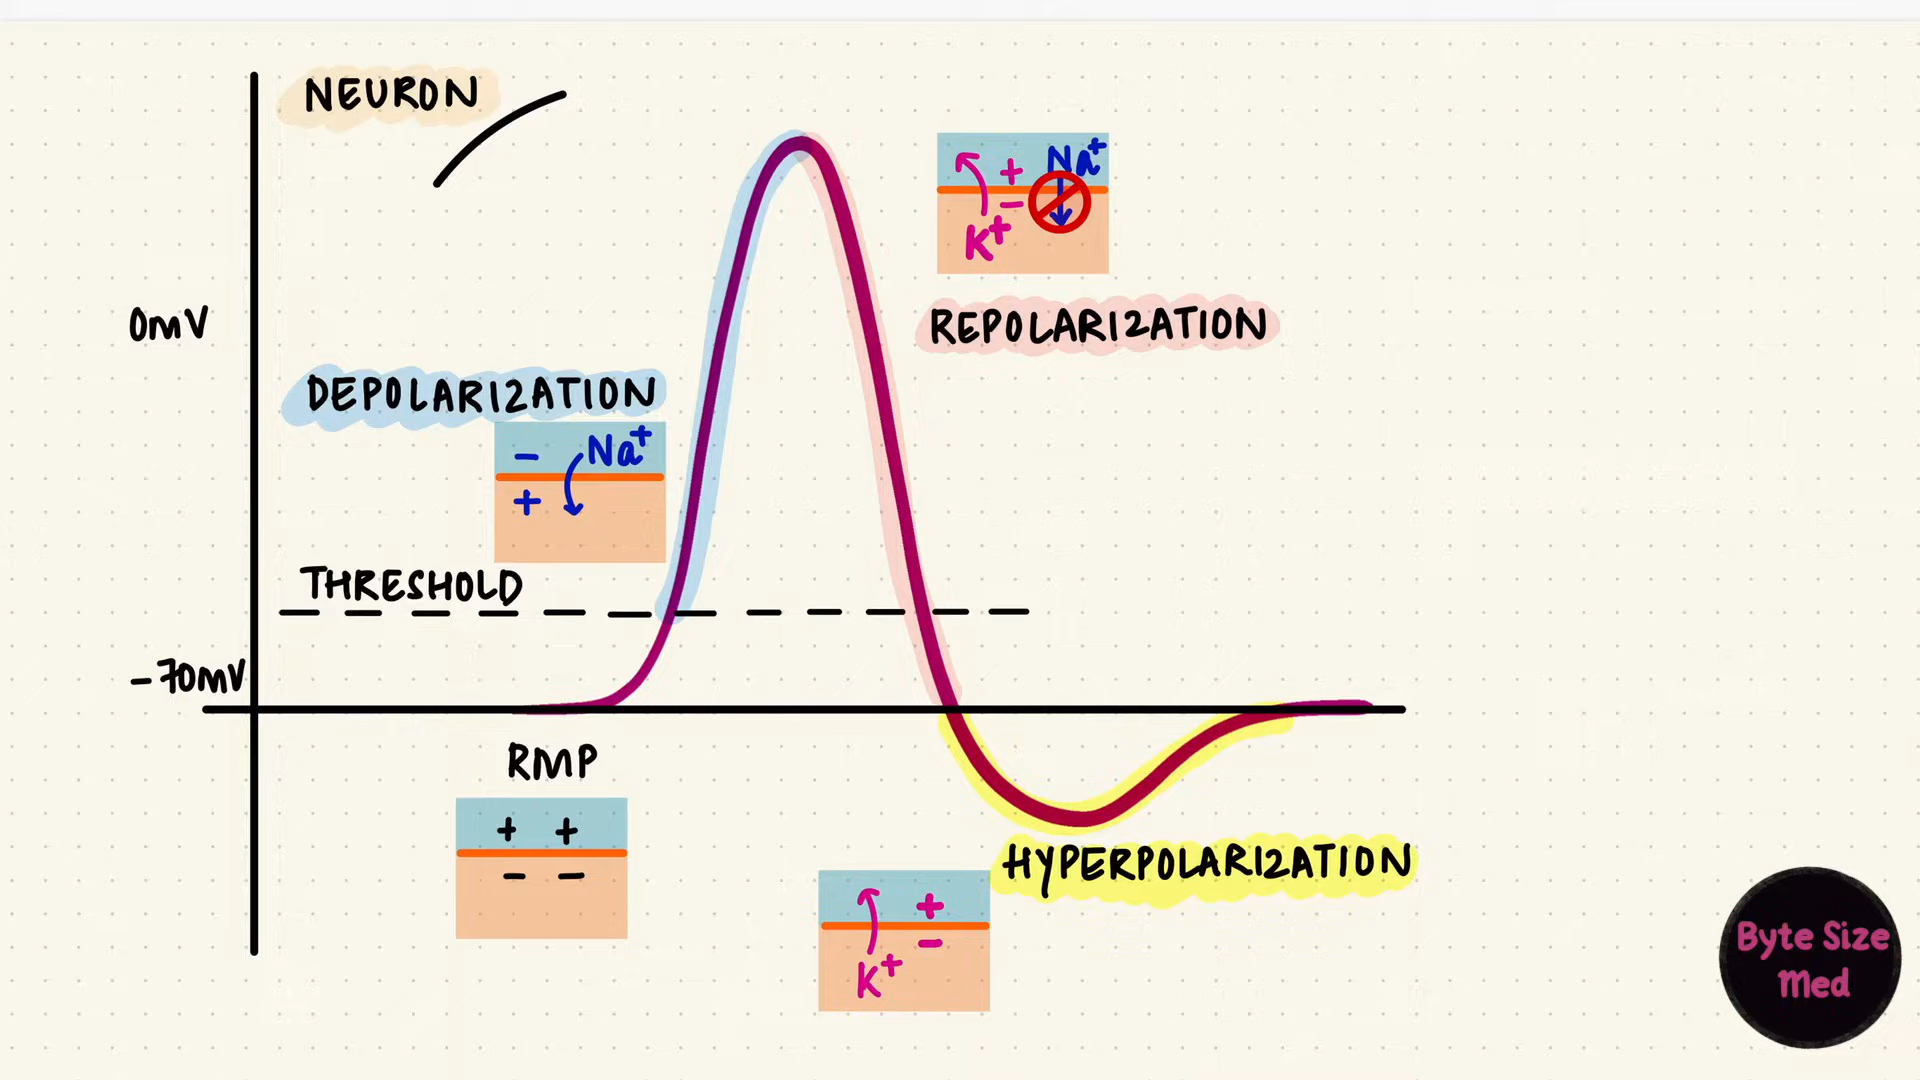 NEURON
Na+
+
-
K+
0mV
REPOLARIZATION
DEPOLARIZATION
- Na+
+
THRESHOLD
-70mV
RMP
+ +
- -
HYPERPOLARIZATION
+
-
K+
Byte Size
Med